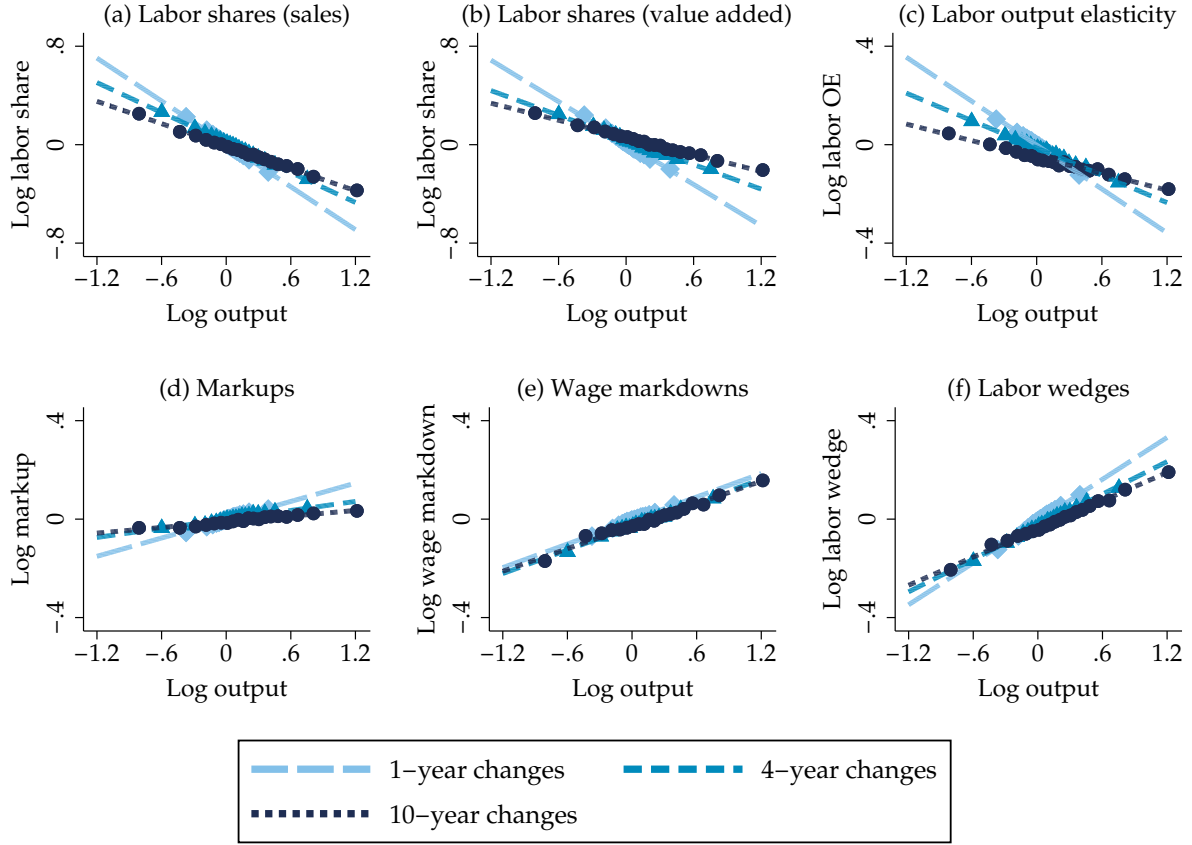 (a) Labor shares (sales)
Log labor share
.8
0
−.8
−1.2 −.6 0 .6 1.2
Log output
(b) Labor shares (value added)
Log labor share
.8
0
−.8
−1.2 −.6 0 .6 1.2
Log output
(c) Labor output elasticity
Log labor OE
.4
0
−.4
−1.2 −.6 0 .6 1.2
Log output
(d) Markups
Log markup
.4
0
−.4
−1.2 −.6 0 .6 1.2
Log output
(e) Wage markdowns
Log wage markdown
.4
0
−.4
−1.2 −.6 0 .6 1.2
Log output
(f) Labor wedges
Log labor wedge
.4
0
−.4
−1.2 −.6 0 .6 1.2
Log output
1−year changes
4−year changes
10−year changes